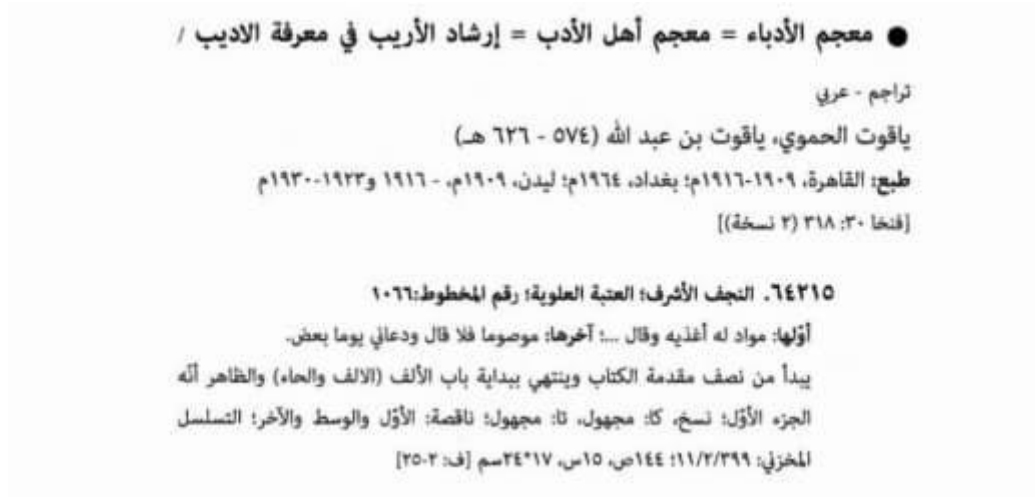 ● معجم الأدباء = معجم أهل الأدب = إرشاد الأريب في معرفة الاديب /
تراجم - عربي
ياقوت الحموي، ياقوت بن عبد الله (٥٧٤ - ٦٢٦ هـ)
طبع: القاهرة، ١٩٠٩-١٩١٦م؛ بغداد، ١٩٦٤م؛ ليدن، ١٩٠٩م، - ١٩١٦ و١٩٢٣-١٩٣٠م
[فنخا ٣٠: ٣١٨ (٢ نسخة)]
٦٤٢١٥. النجف الأشرف؛ العتبة العلوية؛ رقم المخطوط:١٠٦٦
أوّلها: مواد له أغذيه وقال ...؛ آخرها: موصوما فلا قال ودعاني يوما بعض.
يبدأ من نصف مقدمة الكتاب وينتهي ببداية باب الألف (الالف والحاء) والظاهر أنّه
الجزء الأوّل؛ نسخ، كا: مجهول، تا: مجهول؛ ناقصة: الأوّل والوسط والآخر؛ التسلسل
المخزني: ١١/٢/٣٩٩؛ ١٤٤ص، ١٥س، ١٧*٢٤سم [ف: ٢-٢٥]